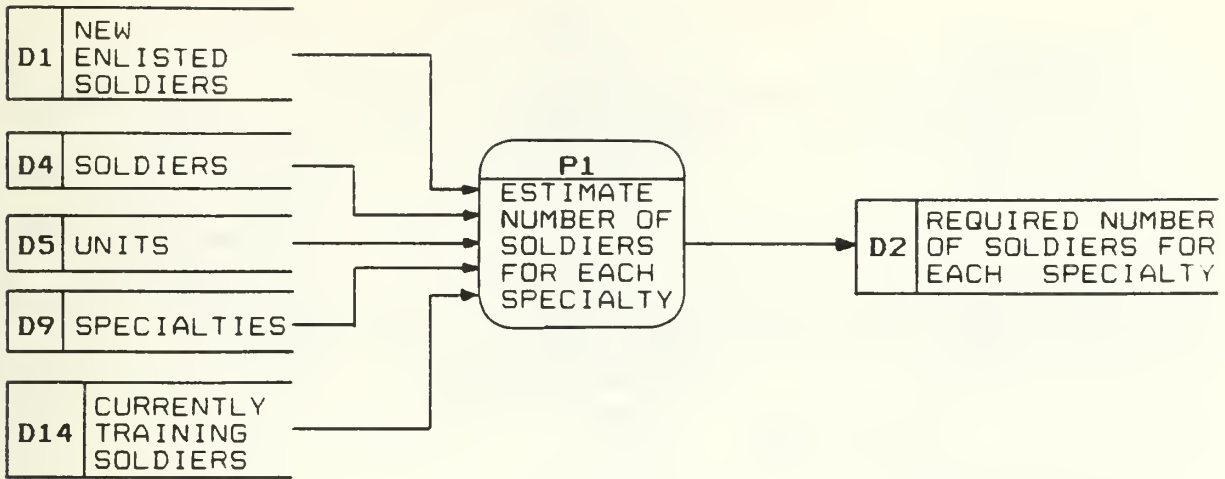 D1
NEW
ENLISTED
SOLDIERS
D4
SOLDIERS
D5
UNITS
D9
SPECIALTIES
D14
CURRENTLY
TRAINING
SOLDIERS
P1
ESTIMATE
NUMBER OF
SOLDIERS
FOR EACH
SPECIALTY
D2
REQUIRED NUMBER
OF SOLDIERS FOR
EACH SPECIALTY